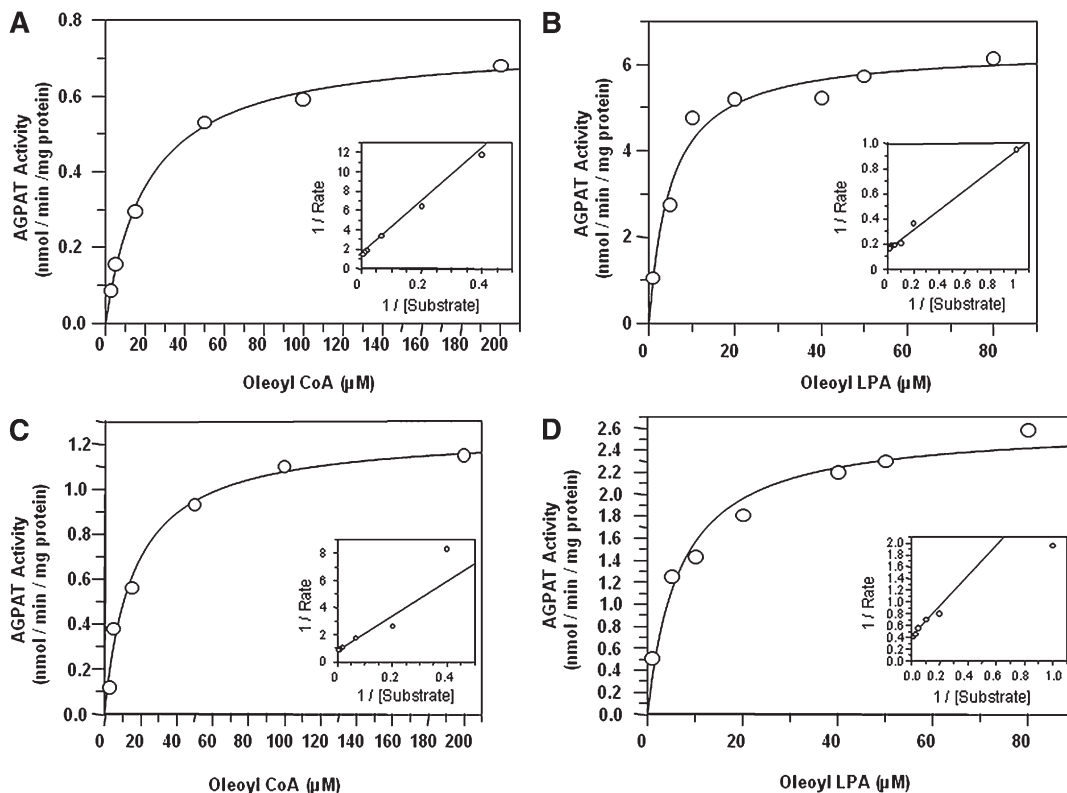 A
AGPAT Activity
(nmol / min /mg protein)
0.8
0.6
0.4
0.2
0.0
0 20 40 60 80 100 120 140 160 180 200
Oleoyl CoA (µM)
1 / Rate
12
10
8
6
4
2
0
0.0 0.2 0.4
1 / [Substrate]
B
AGPAT Activity
(nmol / min / mg protein)
6
4
2
0
0 20 40 60 80
Oleoyl LPA (µM)
1 / Rate
1.0
0.8
0.6
0.4
0.2
0
0 0.2 0.4 0.6 0.8 1
1 / [Substrate]
C
AGPAT Activity
(nmol / min / mg protein)
1.2
1.0
0.8
0.6
0.4
0.2
0.0
0 20 40 60 80 100 120 140 160 180 200
Oleoyl CoA (µM)
1 / Rate
8
6
4
2
0
0.0 0.2 0.4
1 / [Substrate]
D
AGPAT Activity
(nmol / min / mg protein)
2.6
2.4
2.2
2.0
1.8
1.6
1.4
1.2
1.0
0.8
0.6
0.4
0.2
0.0
0 20 40 60 80
Oleoyl LPA (µM)
1 / Rate
2.0
1.8
1.6
1.4
1.2
1.0
0.8
0.6
0.4
0.2
0.0
0.0 0.2 0.4 0.6 0.8 1.0
1 / [Substrate]